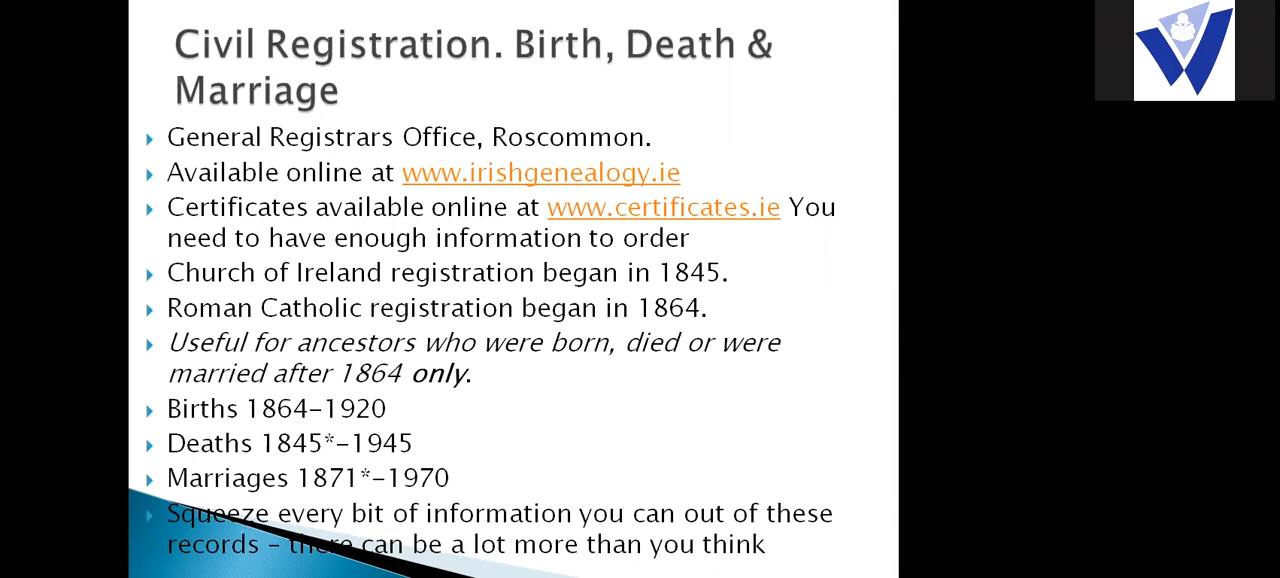 Civil Registration. Birth, Death &
Marriage
General Registrars Office, Roscommon.
Available online at www.irishgenealogy.ie
Certificates available online at www.certificates.ie You
need to have enough information to order
Church of Ireland registration began in 1845.
Roman Catholic registration began in 1864.
Useful for ancestors who were born, died or were
married after 1864 only.
Births 1864-1920
Deaths 1845*-1945
Marriages 1871*-1970
Squeeze every bit of information you can out of these
records – there can be a lot more than you think